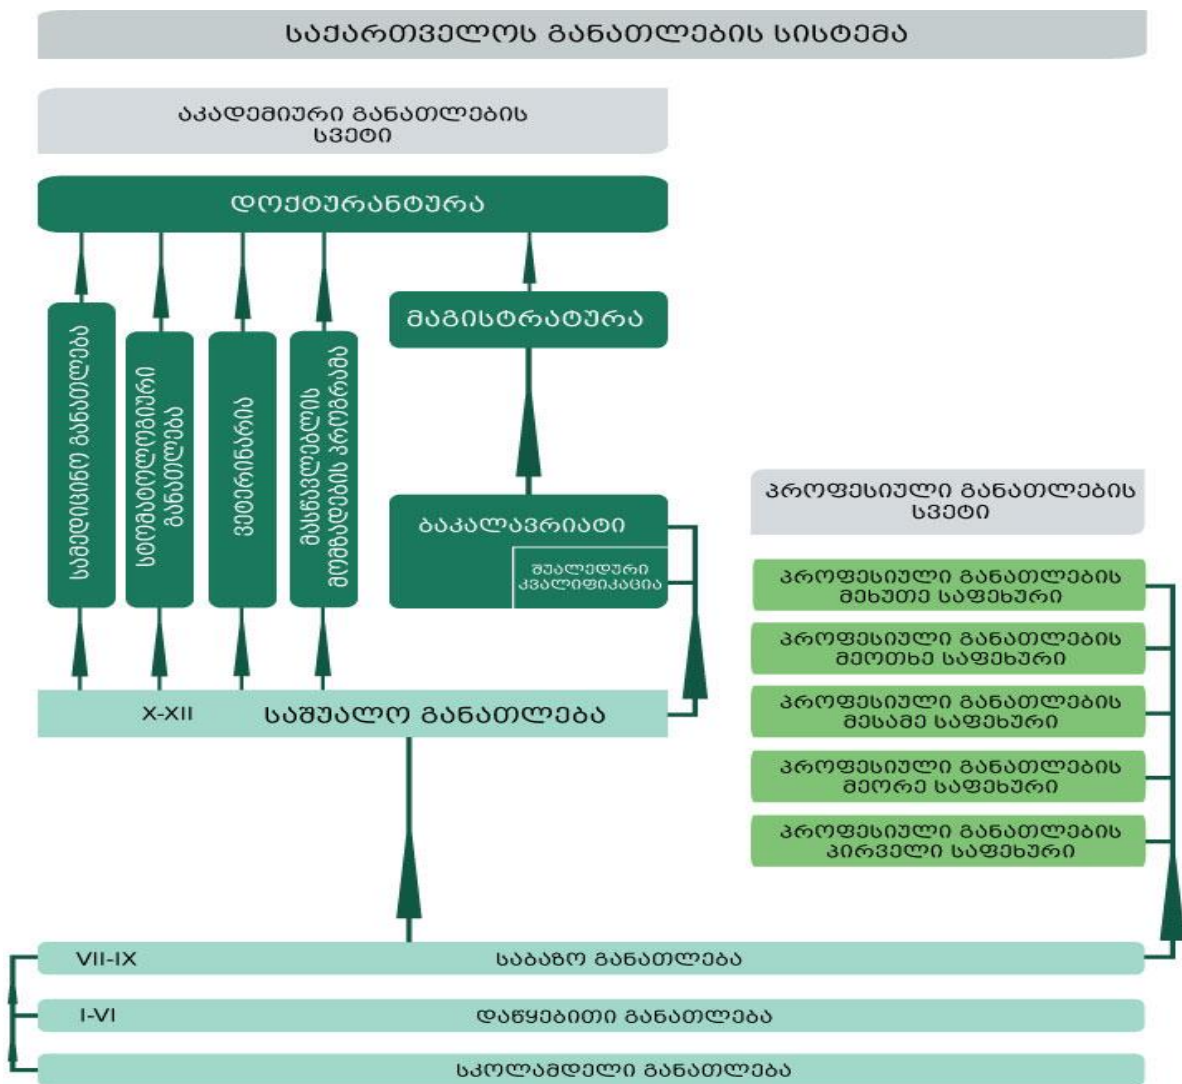 საქართველოს განათლების სისტემა
აკადემიური განათლების
სვეტი
დოქტურანტურა
სამედიცინო განათლება
სტომატოლოგიური
განათლება
ვეტერინარია
მასწავლებლის
მომზადების პროგრამა
მაგისტრატურა
ბაკალავრიატი
შუალედური
კვალიფიკაცია
X-XII საშუალო განათლება
პროფესიული განათლების
სვეტი
პროფესიული განათლების
მეხუთე საფეხური
პროფესიული განათლების
მეოთხე საფეხური
პროფესიული განათლების
მესამე საფეხური
პროფესიული განათლების
მეორე საფეხური
პროფესიული განათლების
პირველი საფეხური
VII-IX საბაზო განათლება
I-VI დაწყებითი განათლება
სკოლამდელი განათლება